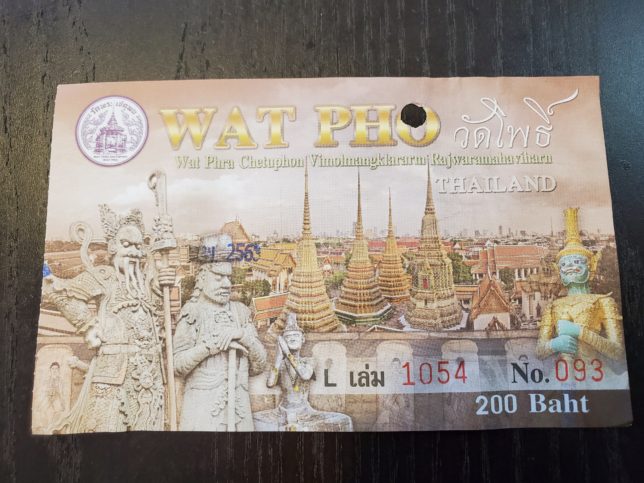 WAT PHO วัดโพธิ์
Wat Phra Chetuphon Vimolmangklararm Rajwaramahaviharn
THAILAND
2563
L เล่ม 1054 No. 093
200 Baht